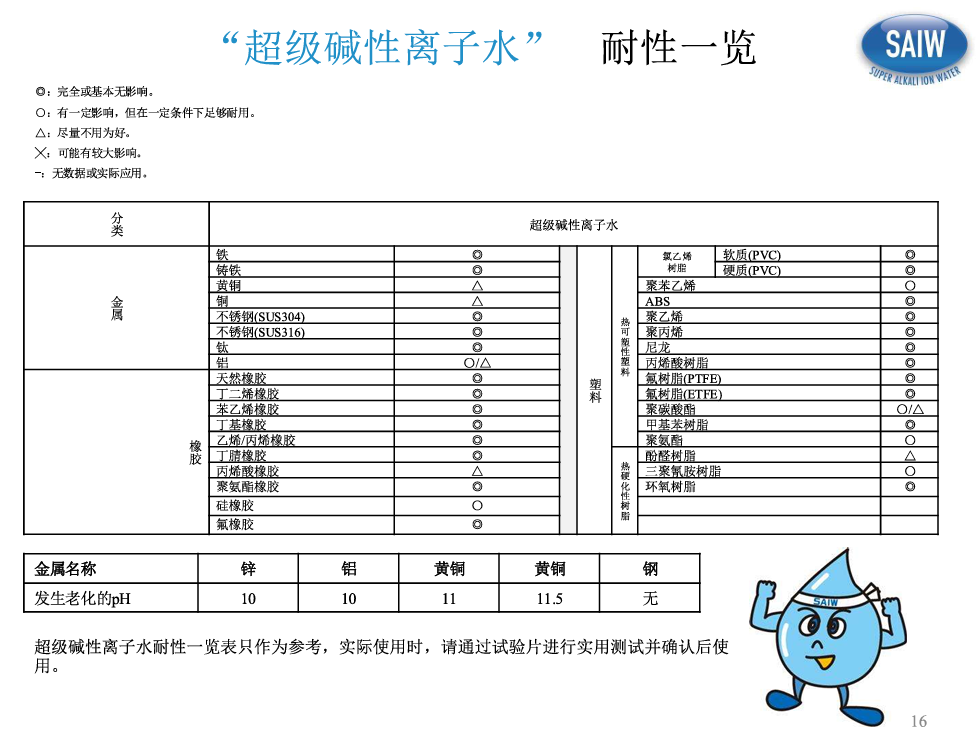 “超级碱性离子水” 耐性一览
SAIW
SUPER ALKALI ION WATER
◎：完全或基本无影响。
○：有一定影响，但在一定条件下足够耐用。
△：尽量不用为好。
╳：可能有较大影响。
-：无数据或实际应用。
分类 超级碱性离子水
金属
铁 ◎
铸铁 ◎
黄铜 △
铜 △
不锈钢(SUS304) ◎
不锈钢(SUS316) ◎
钛 ◎
铝 ○/△
橡胶
天然橡胶 ◎
丁二烯橡胶 ◎
苯乙烯橡胶 ◎
丁基橡胶 ◎
乙烯/丙烯橡胶 ◎
丁腈橡胶 ◎
丙烯酸橡胶 △
聚氨酯橡胶 ◎
硅橡胶 ○
氟橡胶 ◎
塑料
热可塑性塑料
氯乙烯树脂
软质(PVC) ◎
硬质(PVC) ◎
聚苯乙烯 ○
ABS ◎
聚乙烯 ◎
聚丙烯 ◎
尼龙 ◎
丙烯酸树脂 ◎
氟树脂(PTFE) ◎
氟树脂(ETFE) ◎
聚碳酸酯 ○/△
甲基苯树脂 ◎
聚氨酯 ○
热硬化性树脂
酚醛树脂 △
三聚氰胺树脂 ○
环氧树脂 ◎
金属名称 锌 铝 黄铜 黄铜 钢
发生老化的pH 10 10 11 11.5 无
超级碱性离子水耐性一览表只作为参考，实际使用时，请通过试验片进行实用测试并确认后使
用。
SAIW
16